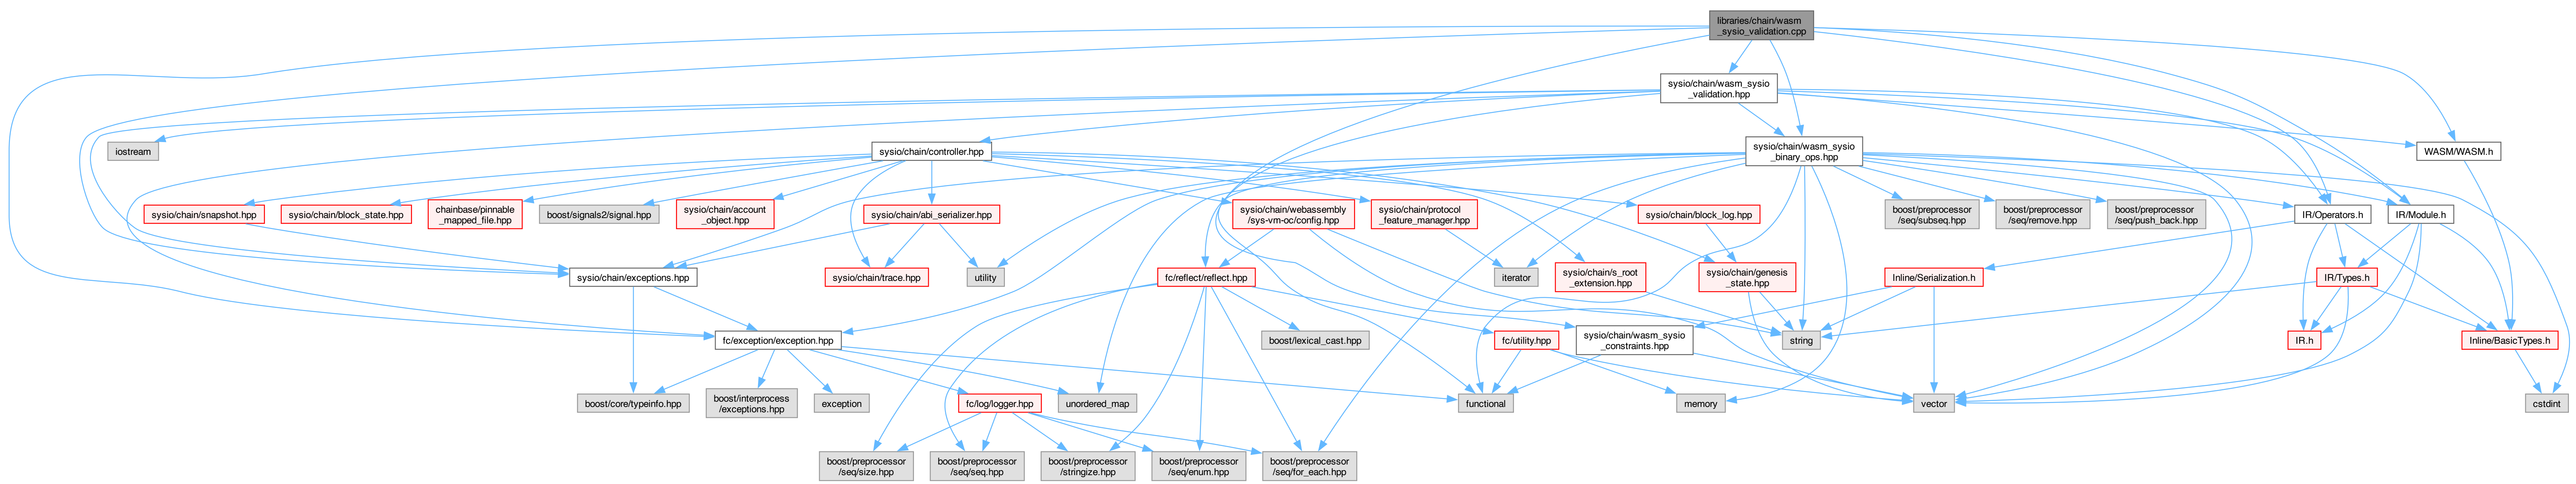 libraries/chain/wasm
_sysio_validation.cpp
sysio/chain/wasm_sysio
_validation.hpp
iostream
sysio/chain/controller.hpp
sysio/chain/wasm_sysio
_binary_ops.hpp
WASM/WASM.h
sysio/chain/snapshot.hpp
sysio/chain/block_state.hpp
chainbase/pinnable
_mapped_file.hpp
boost/signals2/signal.hpp
sysio/chain/account
_object.hpp
sysio/chain/abi_serializer.hpp
sysio/chain/webassembly
/sys-vm-oc/config.hpp
sysio/chain/protocol
_feature_manager.hpp
sysio/chain/block_log.hpp
boost/preprocessor
/seq/subseq.hpp
boost/preprocessor
/seq/remove.hpp
boost/preprocessor
/seq/push_back.hpp
IR/Operators.h
IR/Module.h
sysio/chain/exceptions.hpp
sysio/chain/trace.hpp
utility
fc/reflect/reflect.hpp
iterator
sysio/chain/s_root
_extension.hpp
sysio/chain/genesis
_state.hpp
Inline/Serialization.h
IR/Types.h
fc/exception/exception.hpp
boost/lexical_cast.hpp
fc/utility.hpp
sysio/chain/wasm_sysio
_constraints.hpp
string
IR.h
Inline/BasicTypes.h
boost/core/typeinfo.hpp
boost/interprocess
/exceptions.hpp
exception
fc/log/logger.hpp
unordered_map
functional
memory
vector
cstdint
boost/preprocessor
/seq/size.hpp
boost/preprocessor
/seq/seq.hpp
boost/preprocessor
/stringize.hpp
boost/preprocessor
/seq/enum.hpp
boost/preprocessor
/seq/for_each.hpp